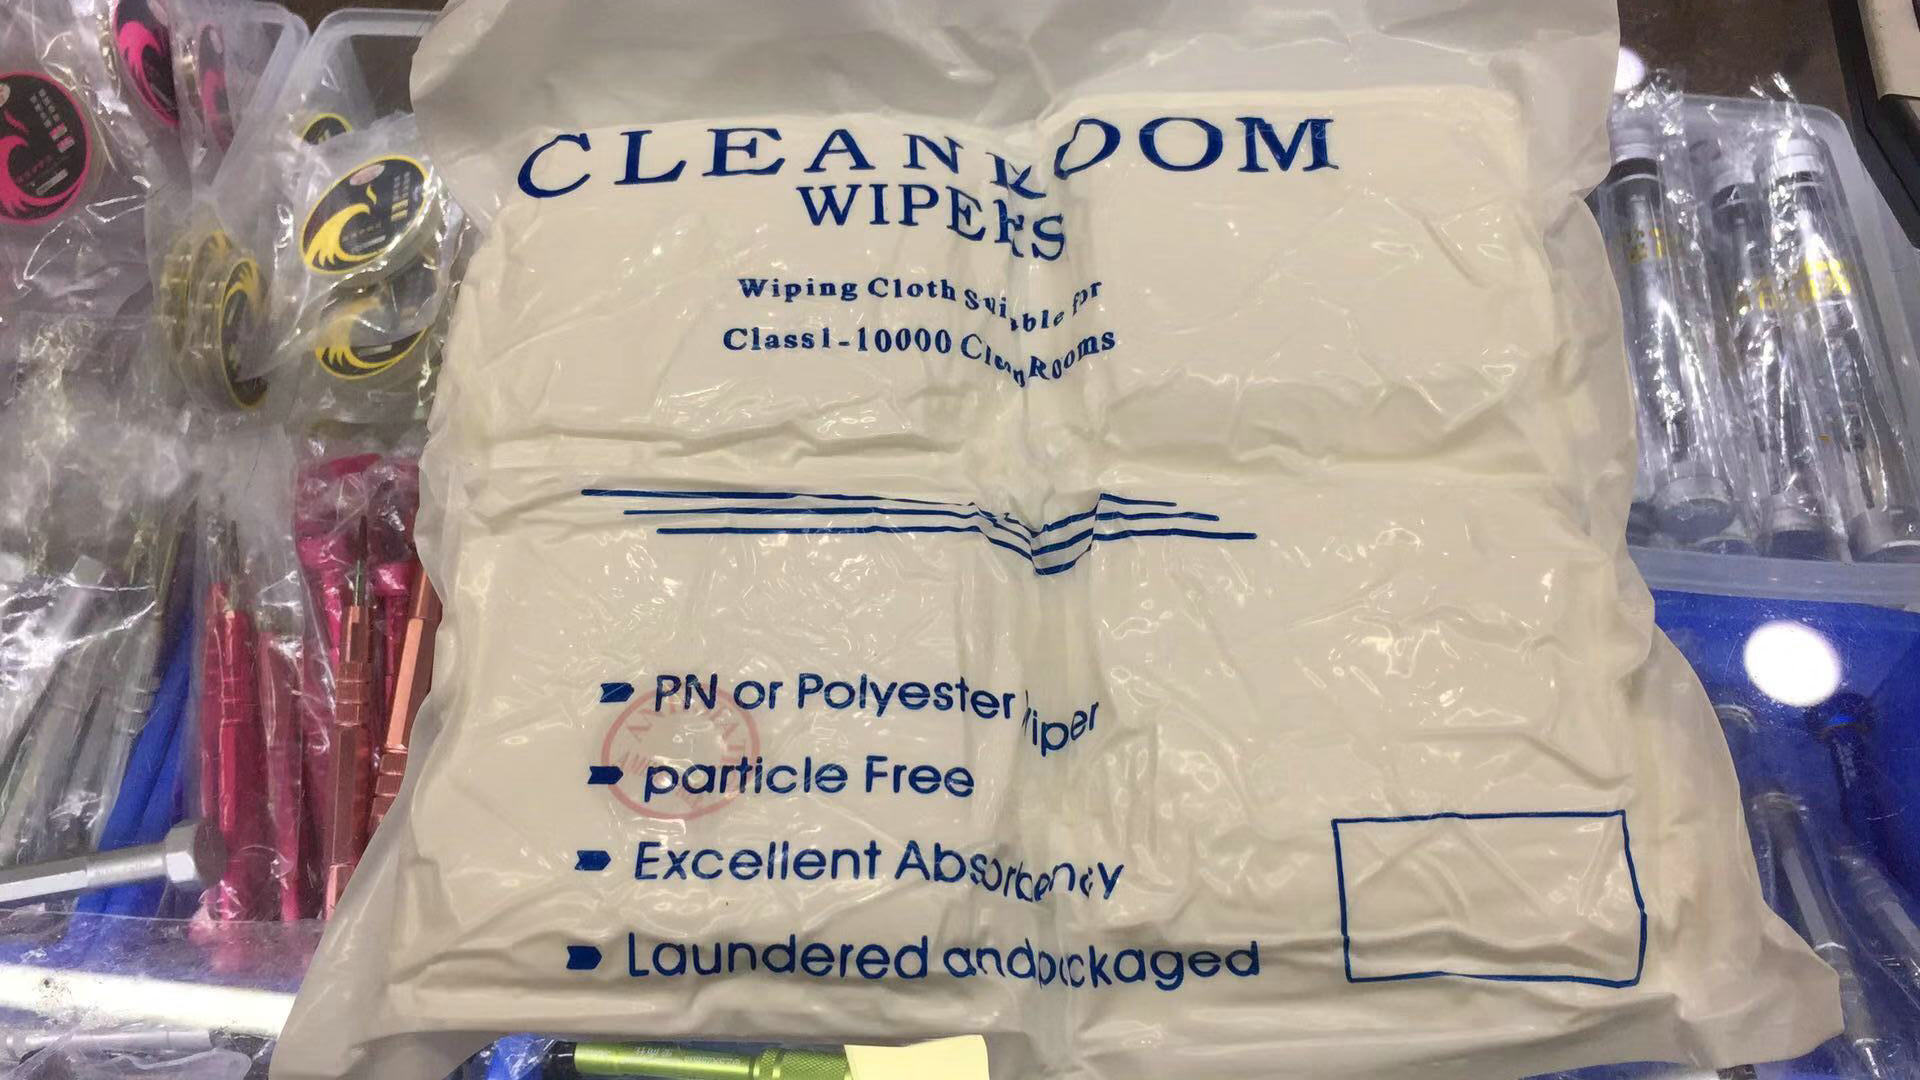 CLEANROOM
WIPERS
Wiping Cloth Suitable for
Class1-10000 Clean Rooms
PN or Polyester wiper
particle Free
Excellent Absorbency
Laundered and packaged